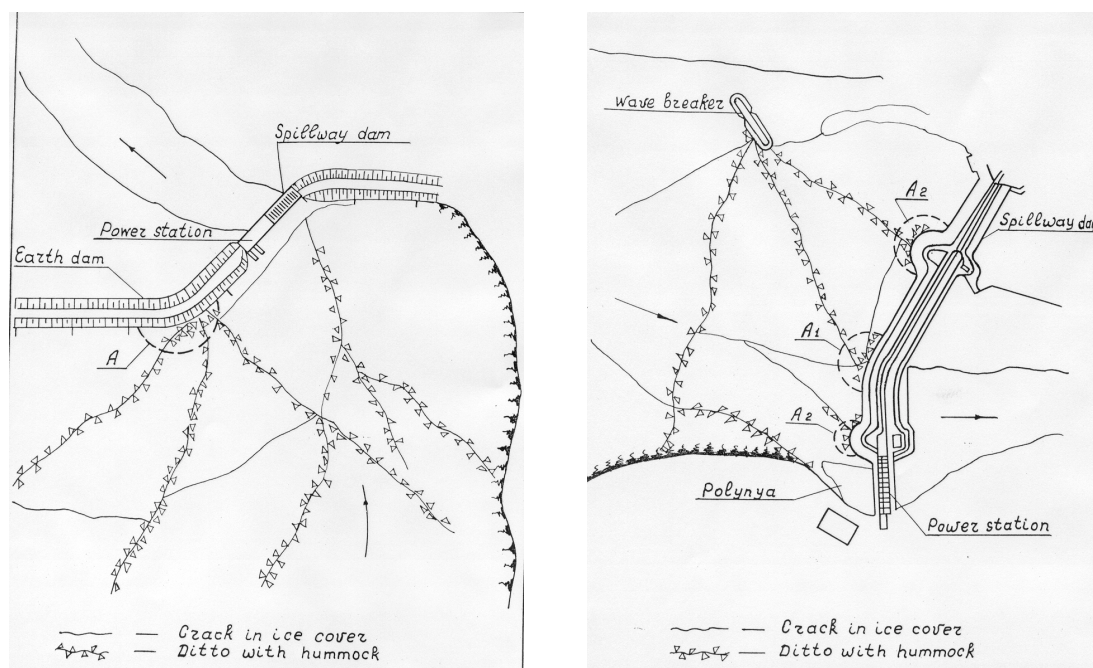 Spillway dam
Power station
Earth dam
A
Crack in ice cover
Ditto with hummock
Wave breaker
A2
Spillway dam
A1
A2
Polynya
Power station
Crack in ice cover
Ditto with hummock